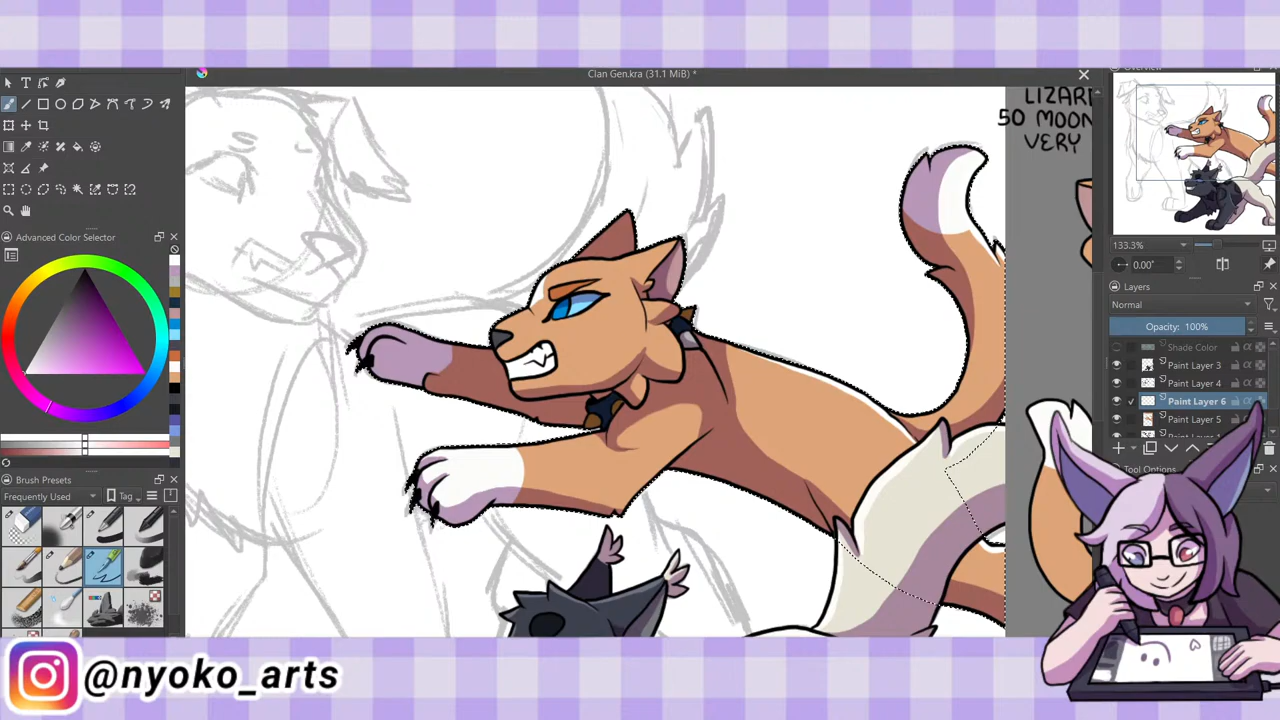 Clan Gen.kra (31.1 MiB) *
LIZAR
50 MOON
VERY
Advanced Color Selector
Brush Presets
Frequently Used
Tag
133.3%
0.00°
Layers
Normal
Opacity: 100%
Shade Color
Paint Layer 3
Paint Layer 4
Paint Layer 6
Paint Layer 5
Tool Options
@nyoko_arts